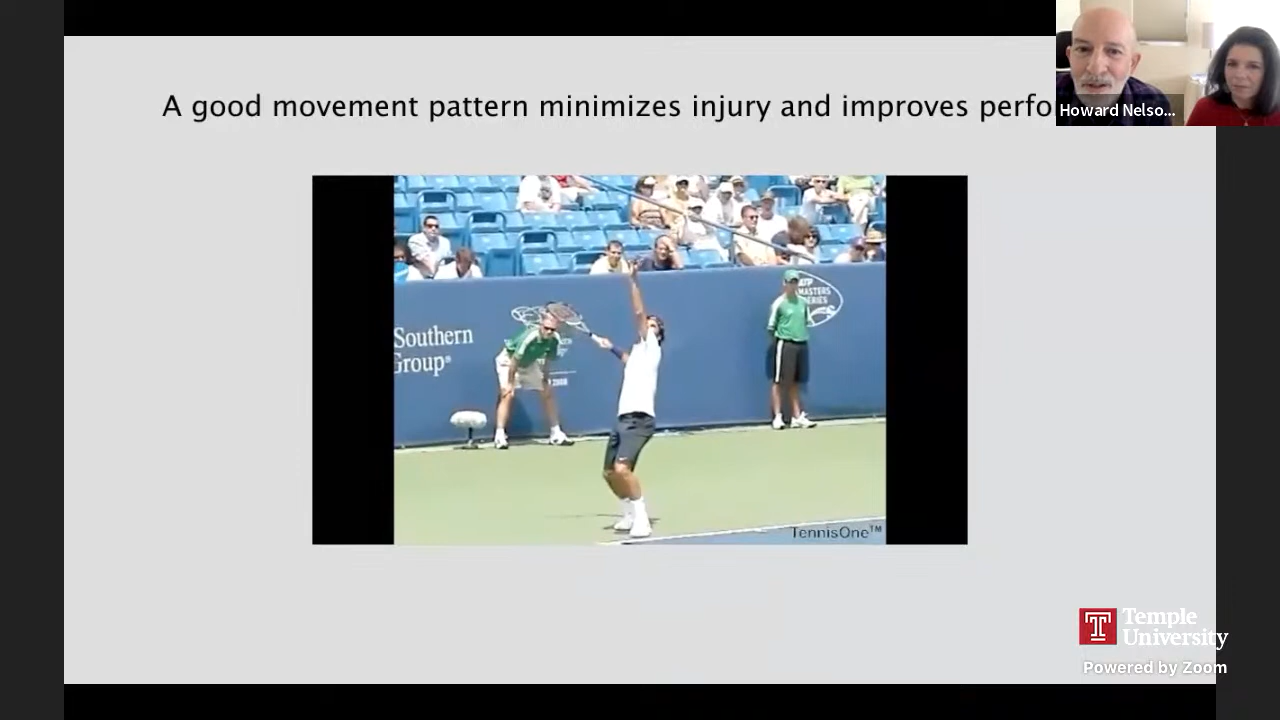 A good movement pattern minimizes injury and improves perfo
Howard Nelso...
ATP
MASTERS
SERIES
Southern
Group®
TennisOne™
Temple
University
Powered by Zoom